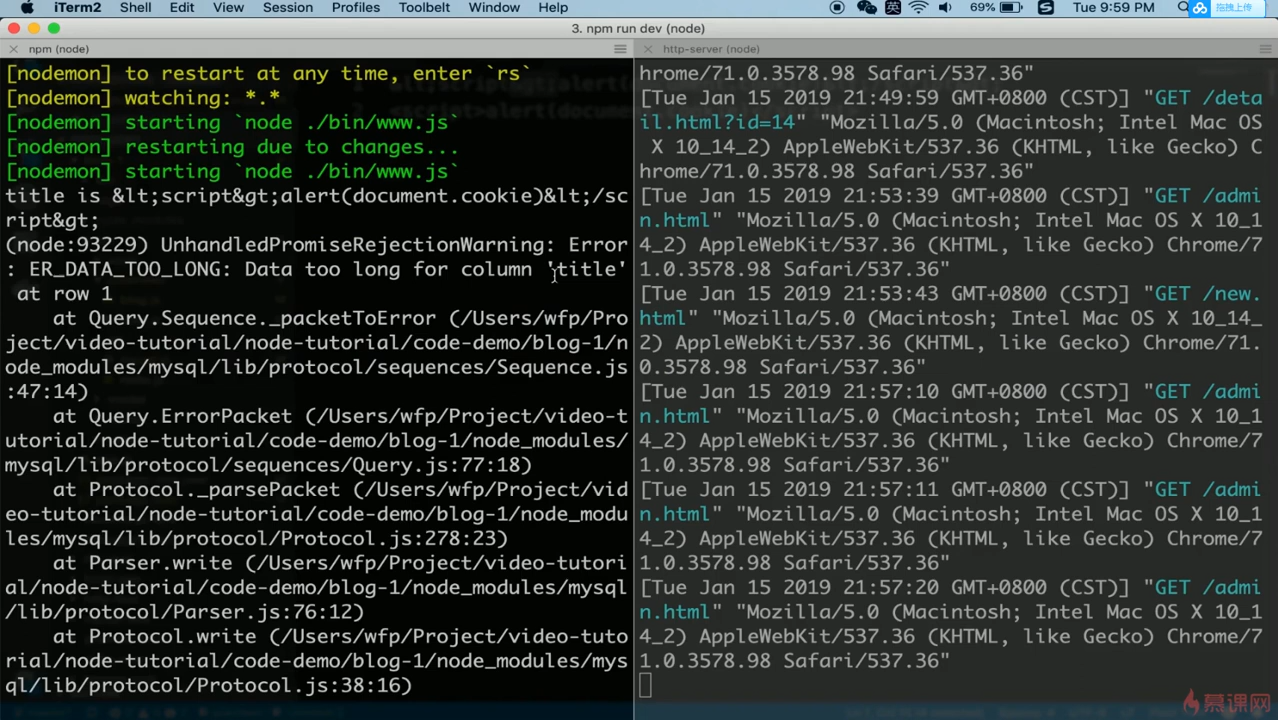 iTerm2 Shell Edit View Session Profiles Toolbelt Window Help 69% Tue 9:59 PM 拖拽上传
3. npm run dev (node)
npm (node)
http-server (node)
[nodemon] to restart at any time, enter `rs`
[nodemon] watching: *.*
[nodemon] starting `node ./bin/www.js`
[nodemon] restarting due to changes...
[nodemon] starting `node ./bin/www.js`
title is &lt;script&gt;alert(document.cookie)&lt;/sc
ript&gt;
(node:93229) UnhandledPromiseRejectionWarning: Error
: ER_DATA_TOO_LONG: Data too long for column 'title'
 at row 1
    at Query.Sequence._packetToError (/Users/wfp/Pro
ject/video-tutorial/node-tutorial/code-demo/blog-1/n
ode_modules/mysql/lib/protocol/sequences/Sequence.js
:47:14)
    at Query.ErrorPacket (/Users/wfp/Project/video-t
utorial/node-tutorial/code-demo/blog-1/node_modules/
mysql/lib/protocol/sequences/Query.js:77:18)
    at Protocol._parsePacket (/Users/wfp/Project/vid
eo-tutorial/node-tutorial/code-demo/blog-1/node_modu
les/mysql/lib/protocol/Protocol.js:278:23)
    at Parser.write (/Users/wfp/Project/video-tutori
al/node-tutorial/code-demo/blog-1/node_modules/mysql
/lib/protocol/Parser.js:76:12)
    at Protocol.write (/Users/wfp/Project/video-tuto
rial/node-tutorial/code-demo/blog-1/node_modules/mys
ql/lib/protocol/Protocol.js:38:16)
hrome/71.0.3578.98 Safari/537.36"
[Tue Jan 15 2019 21:49:59 GMT+0800 (CST)] "GET /deta
il.html?id=14" "Mozilla/5.0 (Macintosh; Intel Mac OS
 X 10_14_2) AppleWebKit/537.36 (KHTML, like Gecko) C
hrome/71.0.3578.98 Safari/537.36"
[Tue Jan 15 2019 21:53:39 GMT+0800 (CST)] "GET /admi
n.html" "Mozilla/5.0 (Macintosh; Intel Mac OS X 10_1
4_2) AppleWebKit/537.36 (KHTML, like Gecko) Chrome/7
1.0.3578.98 Safari/537.36"
[Tue Jan 15 2019 21:53:43 GMT+0800 (CST)] "GET /new.
html" "Mozilla/5.0 (Macintosh; Intel Mac OS X 10_14_
2) AppleWebKit/537.36 (KHTML, like Gecko) Chrome/71.
0.3578.98 Safari/537.36"
[Tue Jan 15 2019 21:57:10 GMT+0800 (CST)] "GET /admi
n.html" "Mozilla/5.0 (Macintosh; Intel Mac OS X 10_1
4_2) AppleWebKit/537.36 (KHTML, like Gecko) Chrome/7
1.0.3578.98 Safari/537.36"
[Tue Jan 15 2019 21:57:11 GMT+0800 (CST)] "GET /admi
n.html" "Mozilla/5.0 (Macintosh; Intel Mac OS X 10_1
4_2) AppleWebKit/537.36 (KHTML, like Gecko) Chrome/7
1.0.3578.98 Safari/537.36"
[Tue Jan 15 2019 21:57:20 GMT+0800 (CST)] "GET /admi
n.html" "Mozilla/5.0 (Macintosh; Intel Mac OS X 10_1
4_2) AppleWebKit/537.36 (KHTML, like Gecko) Chrome/7
1.0.3578.98 Safari/537.36"
慕课网